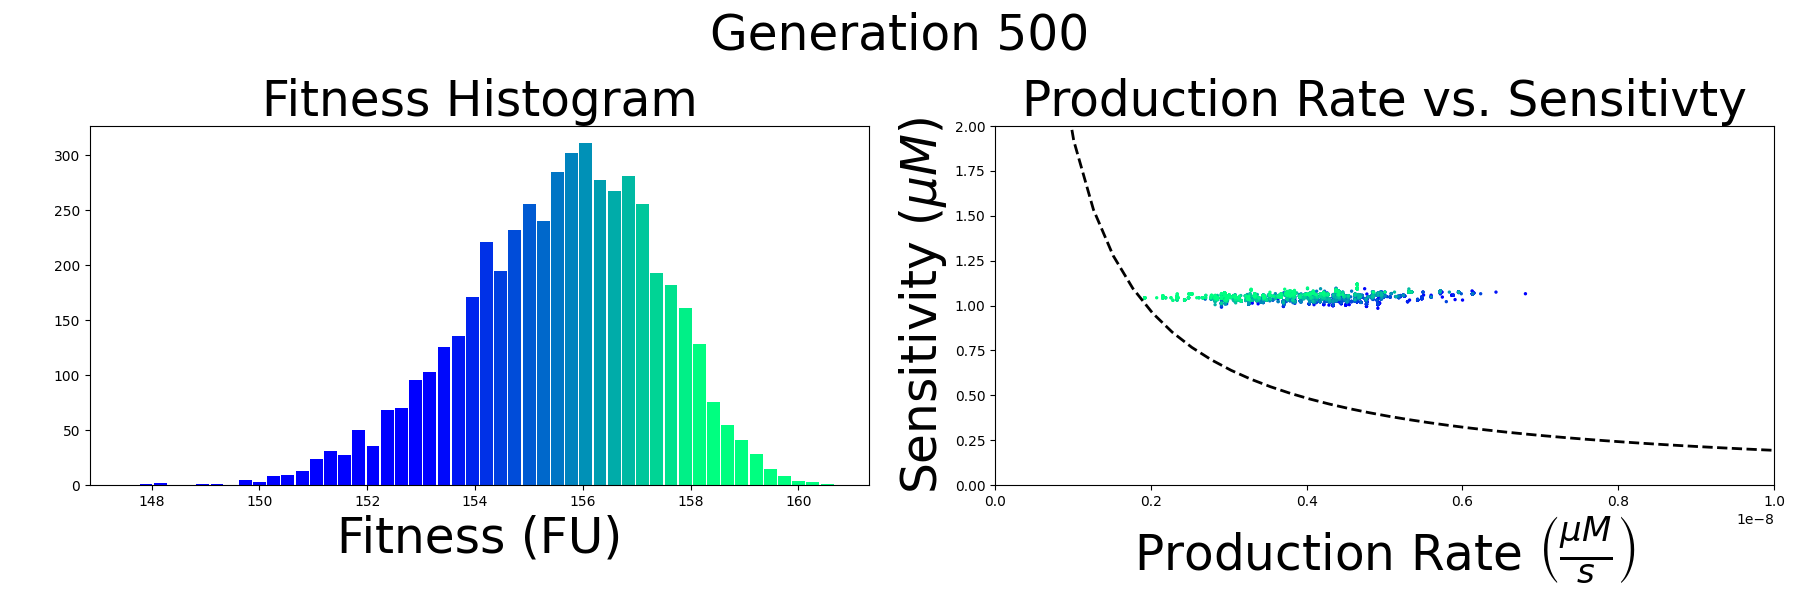 Generation 500
Fitness Histogram
300
250
200
150
100
50
0
148 150 152 154 156 158 160
Fitness (FU)
Production Rate vs. Sensitivty
Sensitivity (μM)
2.00
1.75
1.50
1.25
1.00
0.75
0.50
0.25
0.00
0.0 0.2 0.4 0.6 0.8 1.0
1e−8
Production Rate (μM/s)